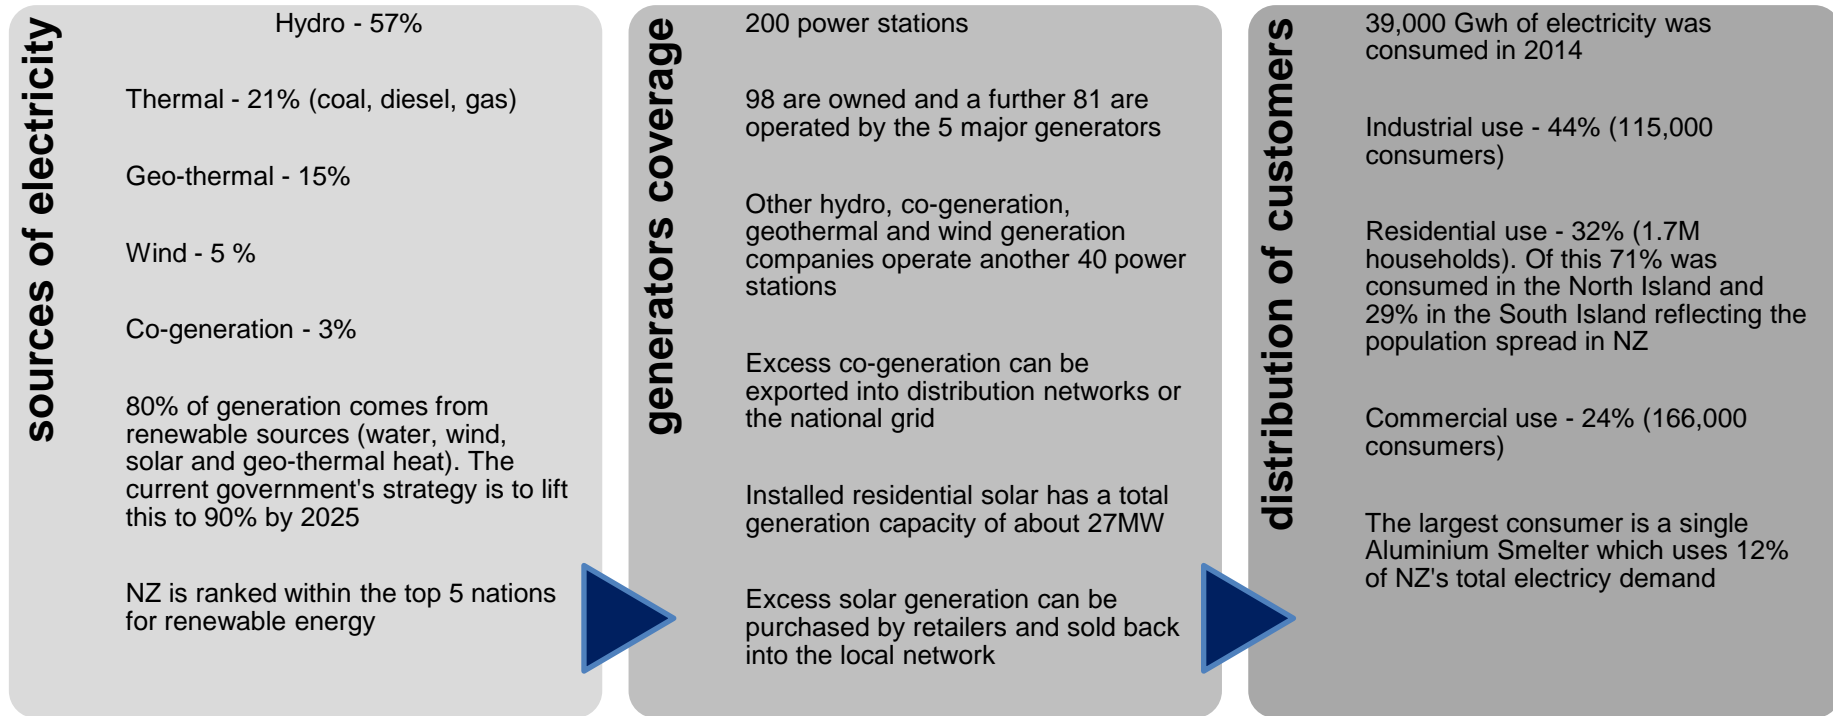 sources of electricity
Hydro - 57%
Thermal - 21% (coal, diesel, gas)
Geo-thermal - 15%
Wind - 5 %
Co-generation - 3%
80% of generation comes from
renewable sources (water, wind,
solar and geo-thermal heat). The
current government's strategy is to lift
this to 90% by 2025
NZ is ranked within the top 5 nations
for renewable energy
generators coverage
200 power stations
98 are owned and a further 81 are
operated by the 5 major generators
Other hydro, co-generation,
geothermal and wind generation
companies operate another 40 power
stations
Excess co-generation can be
exported into distribution networks or
the national grid
Installed residential solar has a total
generation capacity of about 27MW
Excess solar generation can be
purchased by retailers and sold back
into the local network
distribution of customers
39,000 Gwh of electricity was
consumed in 2014
Industrial use - 44% (115,000
consumers)
Residential use - 32% (1.7M
households). Of this 71% was
consumed in the North Island and
29% in the South Island reflecting the
population spread in NZ
Commercial use - 24% (166,000
consumers)
The largest consumer is a single
Aluminium Smelter which uses 12%
of NZ's total electricy demand